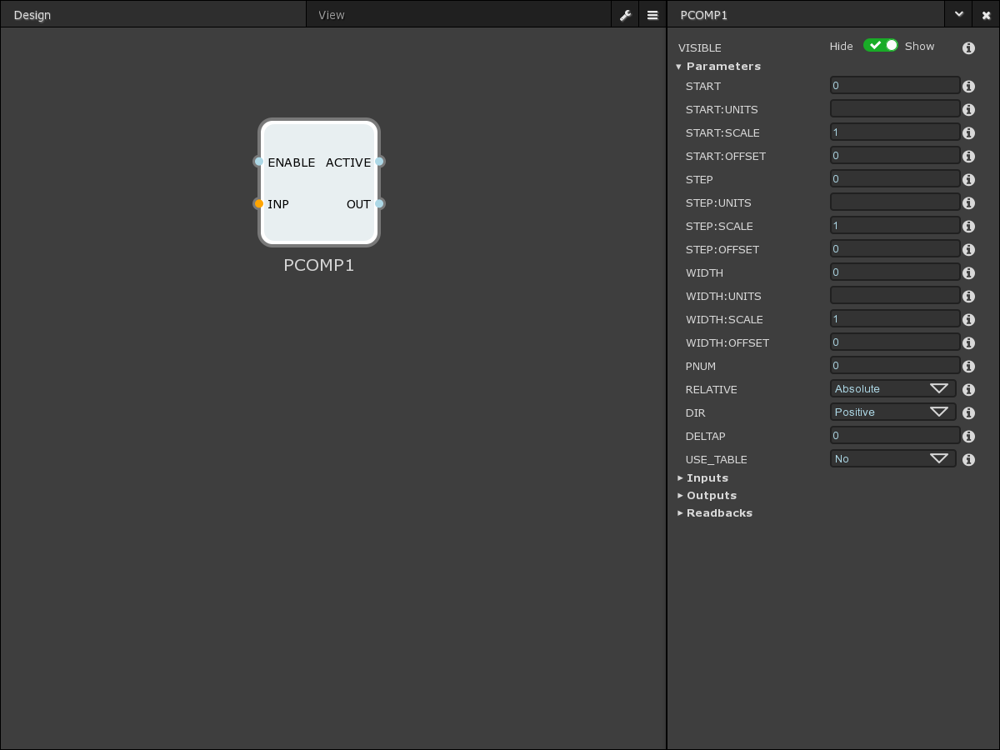 Design
View
ENABLE ACTIVE
INP OUT
PCOMP1
PCOMP1
VISIBLE Hide Show
Parameters
START 0
START:UNITS
START:SCALE 1
START:OFFSET 0
STEP 0
STEP:UNITS
STEP:SCALE 1
STEP:OFFSET 0
WIDTH 0
WIDTH:UNITS
WIDTH:SCALE 1
WIDTH:OFFSET 0
PNUM 0
RELATIVE Absolute
DIR Positive
DELTAP 0
USE_TABLE No
Inputs
Outputs
Readbacks